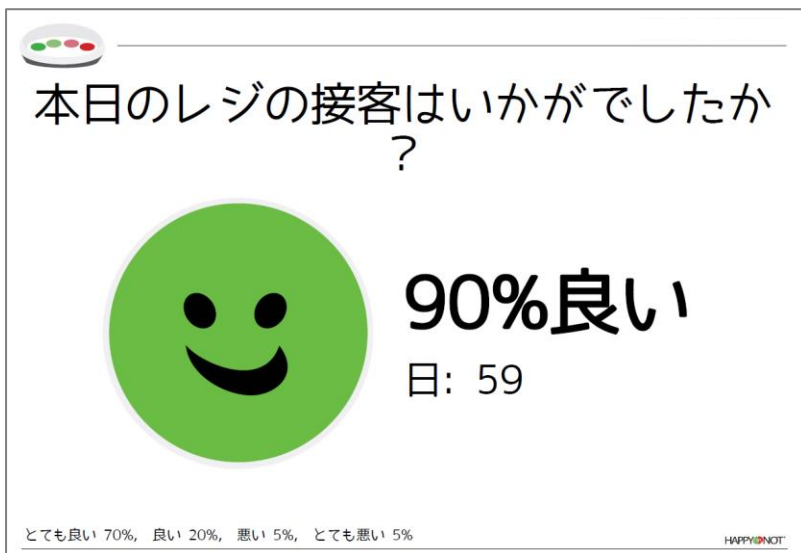 本日のレジの接客はいかがでしたか
？
90%良い
日: 59
とても良い 70%, 良い 20%, 悪い 5%, とても悪い 5%
HAPPY OR NOT